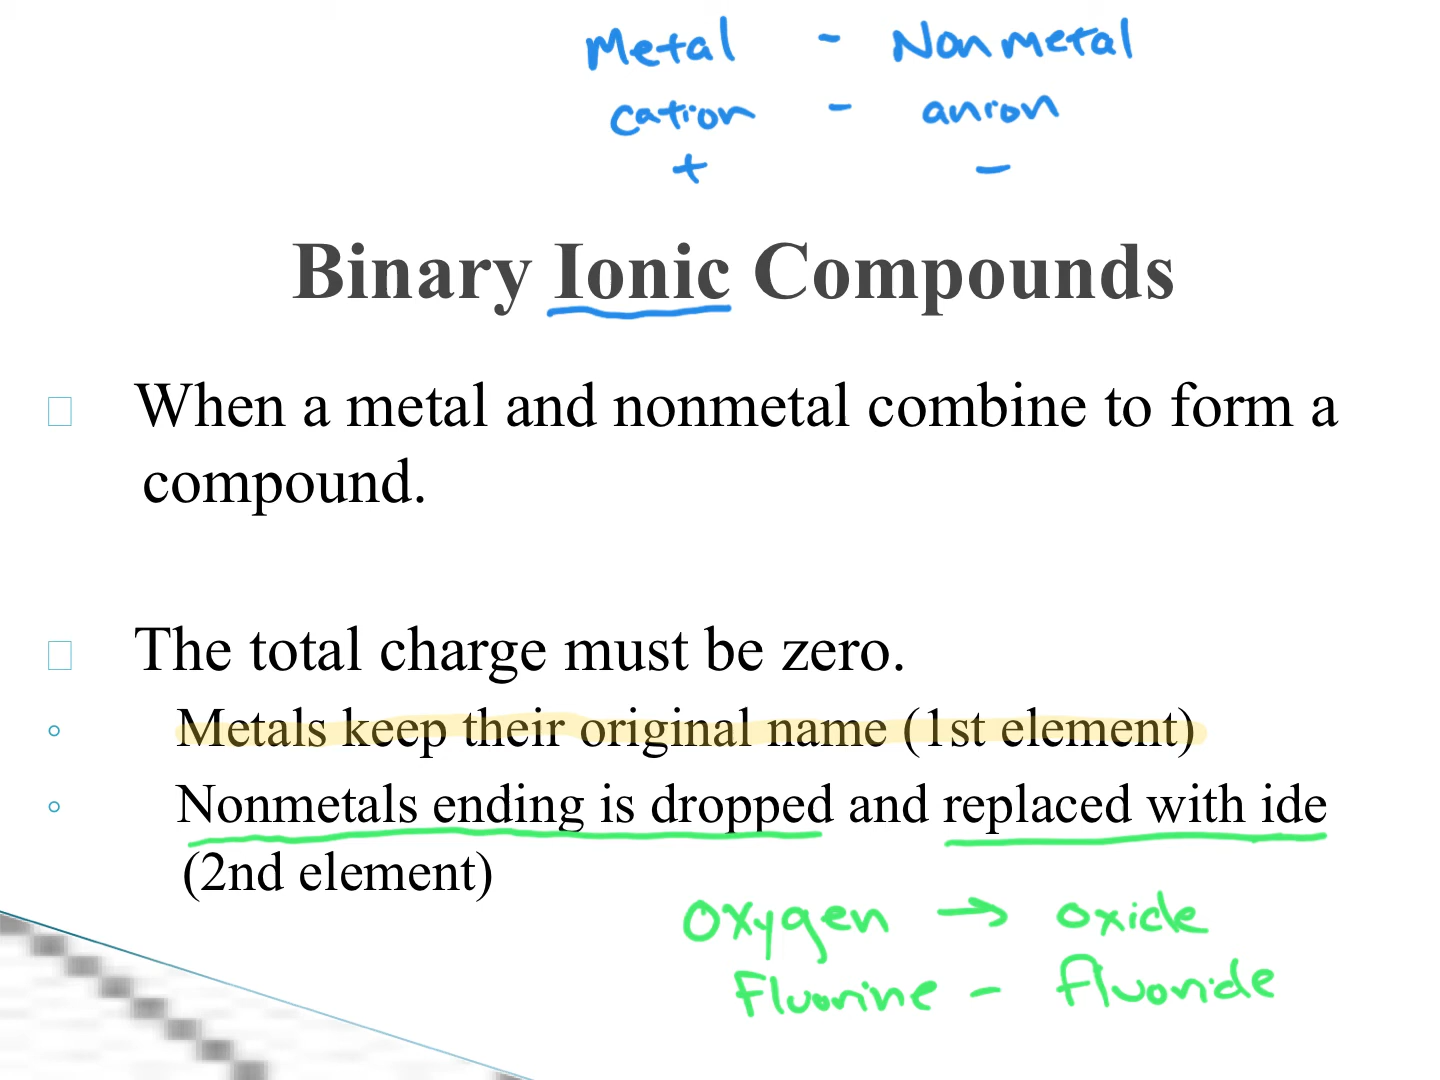 Metal - Nonmetal
cation - anion
+ -
Binary Ionic Compounds
When a metal and nonmetal combine to form a
compound.
The total charge must be zero.
Metals keep their original name (1st element)
Nonmetals ending is dropped and replaced with ide
(2nd element)
Oxygen → oxide
Fluorine - fluoride